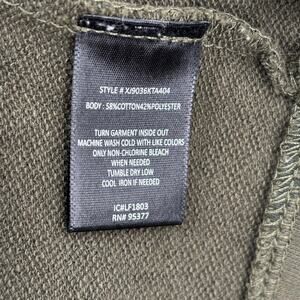 STYLE # XJ9036KTA404
BODY : 58%COTTON42%POLYESTER
TURN GARMENT INSIDE OUT
MACHINE WASH COLD WITH LIKE COLORS
ONLY NON-CHLORINE BLEACH
WHEN NEEDED
TUMBLE DRY LOW
COOL IRON IF NEEDED
IC#LF1803
RN# 95377